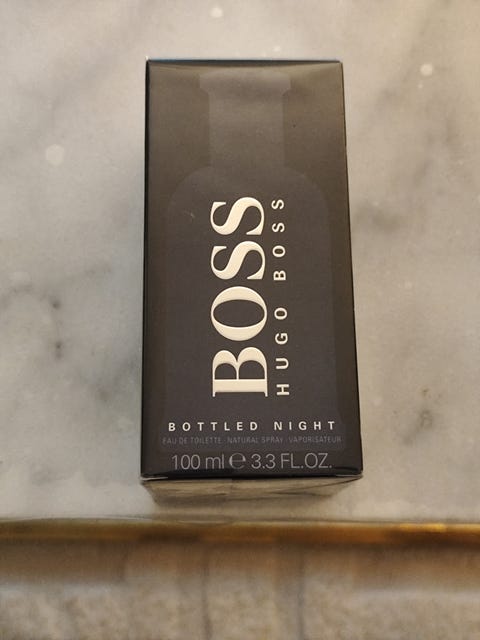 BOSS
HUGO BOSS
BOTTLED NIGHT
EAU DE TOILETTE · NATURAL SPRAY · VAPORISATEUR
100 ml ℮ 3.3 FL.OZ.